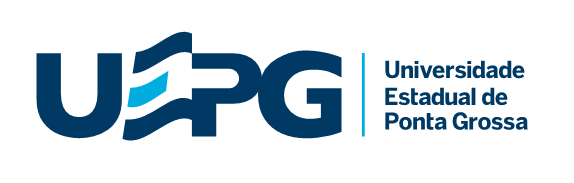 UEPG
Universidade
Estadual de
Ponta Grossa